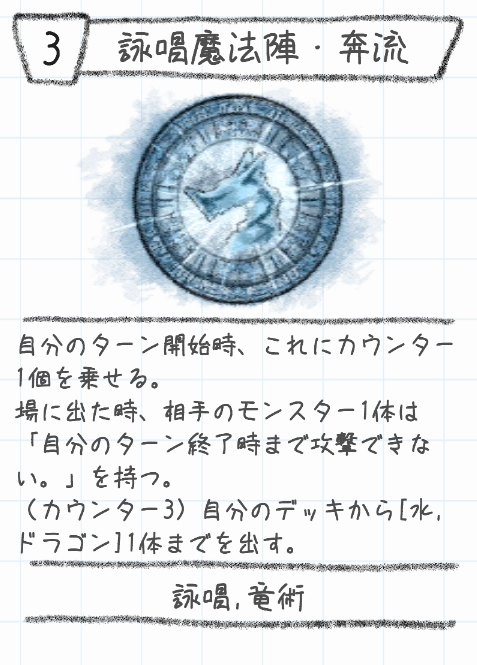 3
詠唱魔法陣・奔流
自分のターン開始時、これにカウンター
1個を乗せる。
場に出た時、相手のモンスター1体は
「自分のターン終了時まで攻撃できな
い。」を持つ。
（カウンター3）自分のデッキから[水,
ドラゴン]1体までを出す。
詠唱,竜術